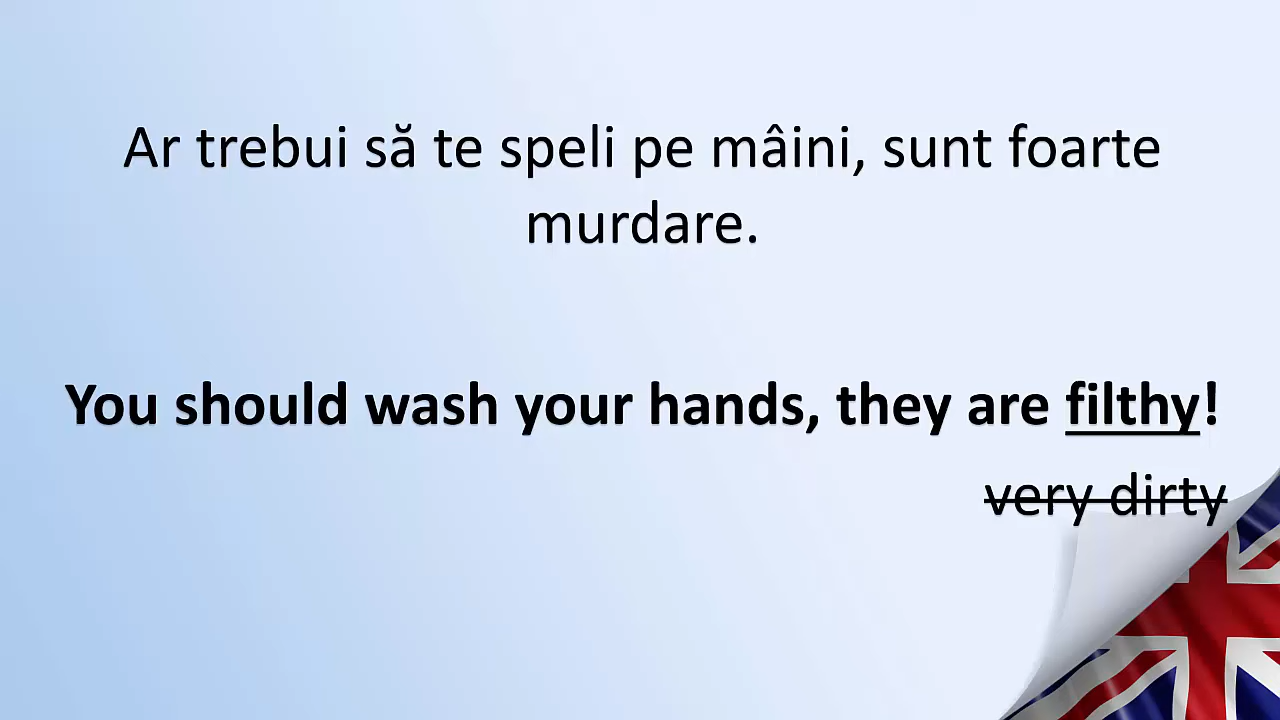 Ar trebui să te speli pe mâini, sunt foarte
murdare.
You should wash your hands, they are filthy!
very dirty